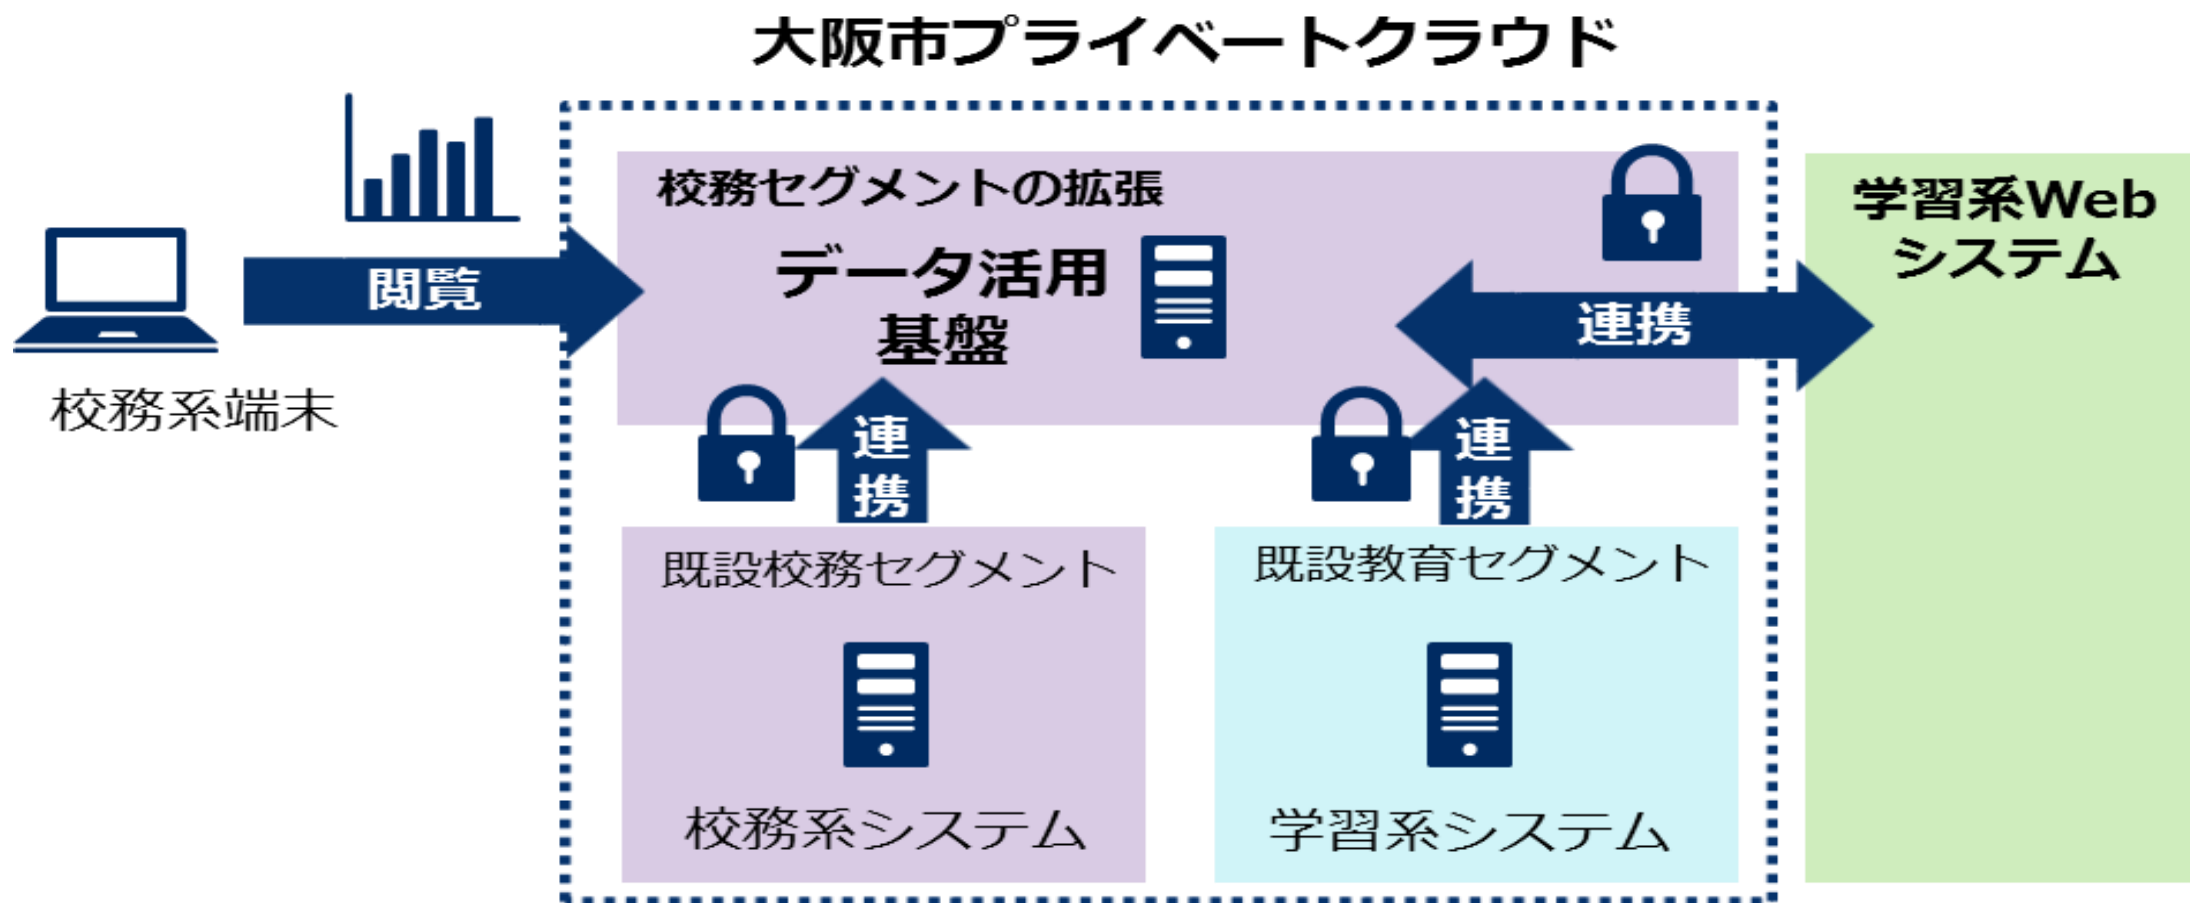 大阪市プライベートクラウド
校務セグメントの拡張
データ活用
基盤
学習系Web
システム
閲覧
連携
校務系端末
連
携
連
携
既設校務セグメント
既設教育セグメント
校務系システム
学習系システム